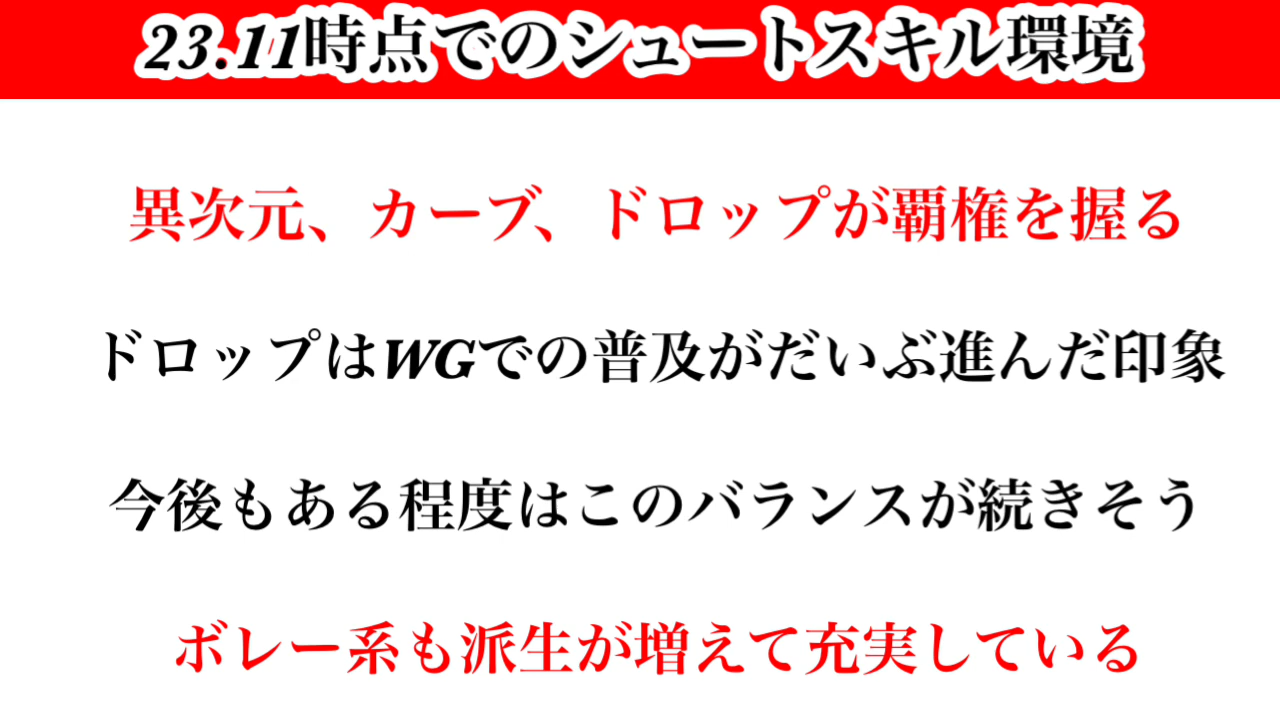 23.11時点でのシュートスキル環境
異次元、カーブ、ドロップが覇権を握る
ドロップはWGでの普及がだいぶ進んだ印象
今後もある程度はこのバランスが続きそう
ボレー系も派生が増えて充実している